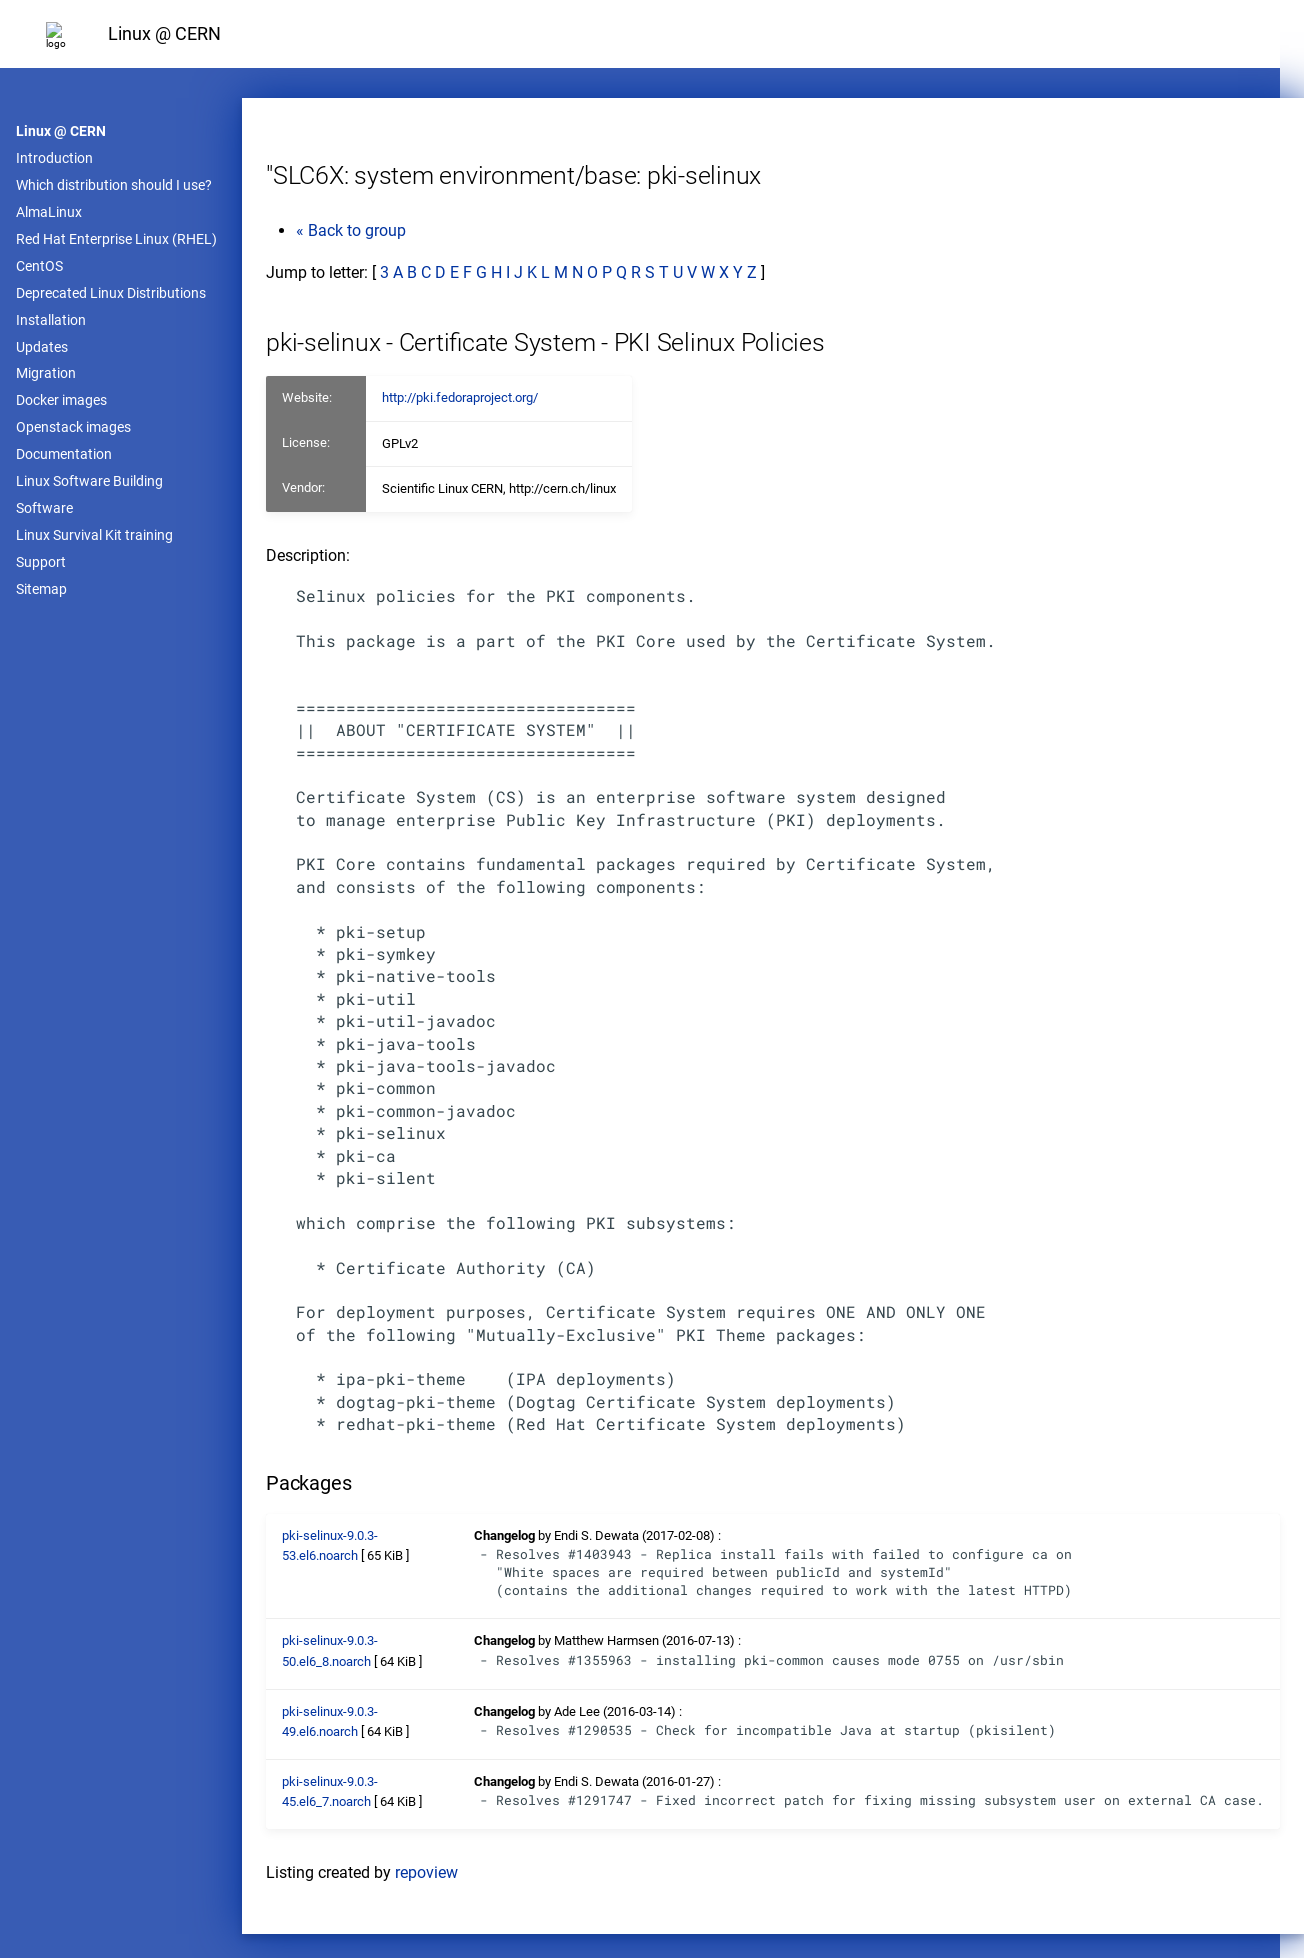 logo
Linux @ CERN
Linux @ CERN
Introduction
Which distribution should I use?
AlmaLinux
Red Hat Enterprise Linux (RHEL)
CentOS
Deprecated Linux Distributions
Installation
Updates
Migration
Docker images
Openstack images
Documentation
Linux Software Building
Software
Linux Survival Kit training
Support
Sitemap
"SLC6X: system environment/base: pki-selinux
« Back to group
Jump to letter: [ 3 A B C D E F G H I J K L M N O P Q R S T U V W X Y Z ]
pki-selinux - Certificate System - PKI Selinux Policies
Website: http://pki.fedoraproject.org/
License: GPLv2
Vendor: Scientific Linux CERN, http://cern.ch/linux
Description:
Selinux policies for the PKI components.
This package is a part of the PKI Core used by the Certificate System.
==================================
||  ABOUT "CERTIFICATE SYSTEM"  ||
==================================
Certificate System (CS) is an enterprise software system designed
to manage enterprise Public Key Infrastructure (PKI) deployments.
PKI Core contains fundamental packages required by Certificate System,
and consists of the following components:
* pki-setup
* pki-symkey
* pki-native-tools
* pki-util
* pki-util-javadoc
* pki-java-tools
* pki-java-tools-javadoc
* pki-common
* pki-common-javadoc
* pki-selinux
* pki-ca
* pki-silent
which comprise the following PKI subsystems:
* Certificate Authority (CA)
For deployment purposes, Certificate System requires ONE AND ONLY ONE
of the following "Mutually-Exclusive" PKI Theme packages:
* ipa-pki-theme    (IPA deployments)
* dogtag-pki-theme (Dogtag Certificate System deployments)
* redhat-pki-theme (Red Hat Certificate System deployments)
Packages
pki-selinux-9.0.3-
53.el6.noarch [ 65 KiB ]
Changelog by Endi S. Dewata (2017-02-08) :
- Resolves #1403943 - Replica install fails with failed to configure ca on
"White spaces are required between publicId and systemId"
(contains the additional changes required to work with the latest HTTPD)
pki-selinux-9.0.3-
50.el6_8.noarch [ 64 KiB ]
Changelog by Matthew Harmsen (2016-07-13) :
- Resolves #1355963 - installing pki-common causes mode 0755 on /usr/sbin
pki-selinux-9.0.3-
49.el6.noarch [ 64 KiB ]
Changelog by Ade Lee (2016-03-14) :
- Resolves #1290535 - Check for incompatible Java at startup (pkisilent)
pki-selinux-9.0.3-
45.el6_7.noarch [ 64 KiB ]
Changelog by Endi S. Dewata (2016-01-27) :
- Resolves #1291747 - Fixed incorrect patch for fixing missing subsystem user on external CA case.
Listing created by repoview